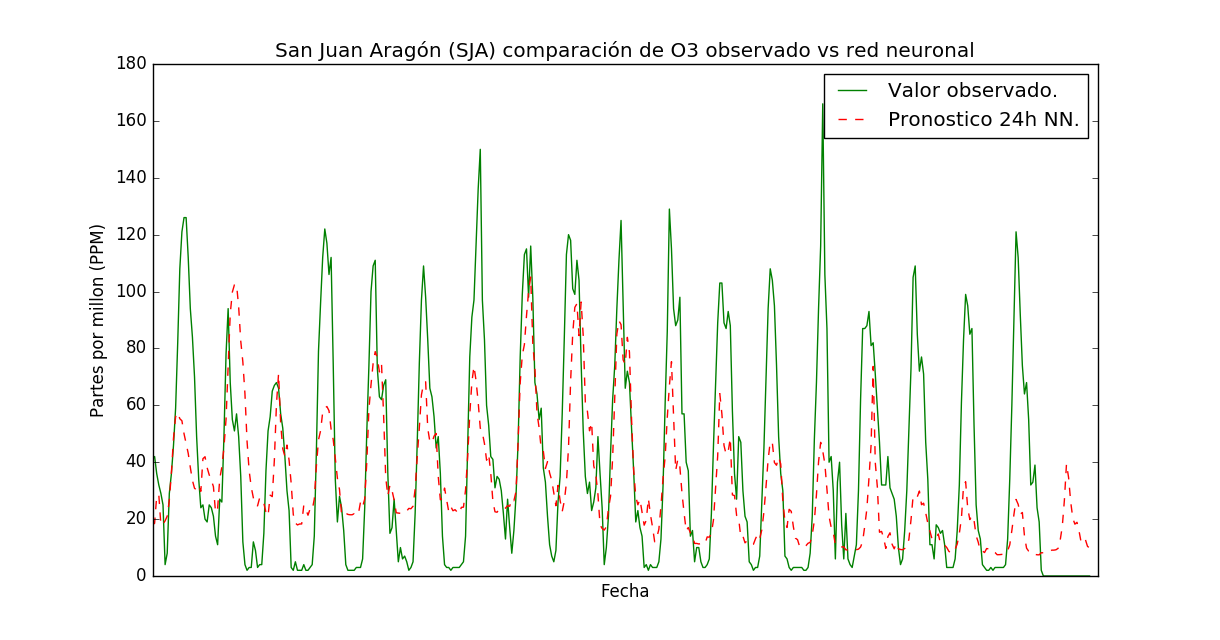 San Juan Aragón (SJA) comparación de O3 observado vs red neuronal
180
160
140
120
100
80
60
40
20
0
Partes por millon (PPM)
Fecha
Valor observado.
Pronostico 24h NN.